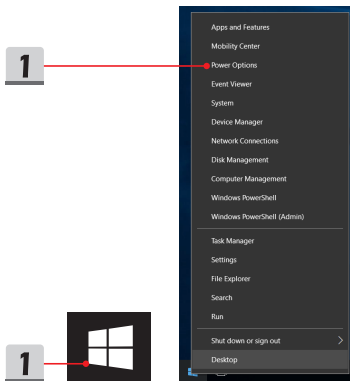 Apps and Features
Mobility Center
1
Power Options
Event Viewer
System
Device Manager
Network Connections
Disk Management
Computer Management
Windows PowerShell
Windows PowerShell (Admin)
Task Manager
Settings
File Explorer
Search
Run
Shut down or sign out
1
Desktop